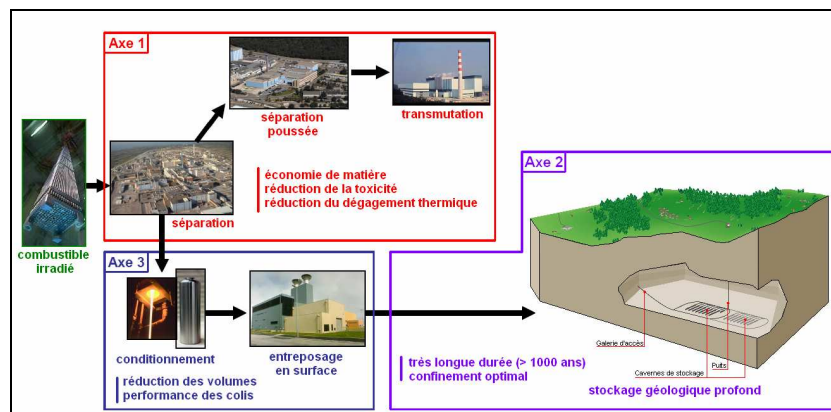 Axe 1
séparation
poussée
transmutation
économie de matière
réduction de la toxicité
réduction du dégagement thermique
séparation
combustible
irradié
Axe 2
Galerie d'accès
Puits
Cavernes de stockage
très longue durée (> 1000 ans)
confinement optimal
stockage géologique profond
Axe 3
conditionnement
entreposage
en surface
réduction des volumes
performance des colis